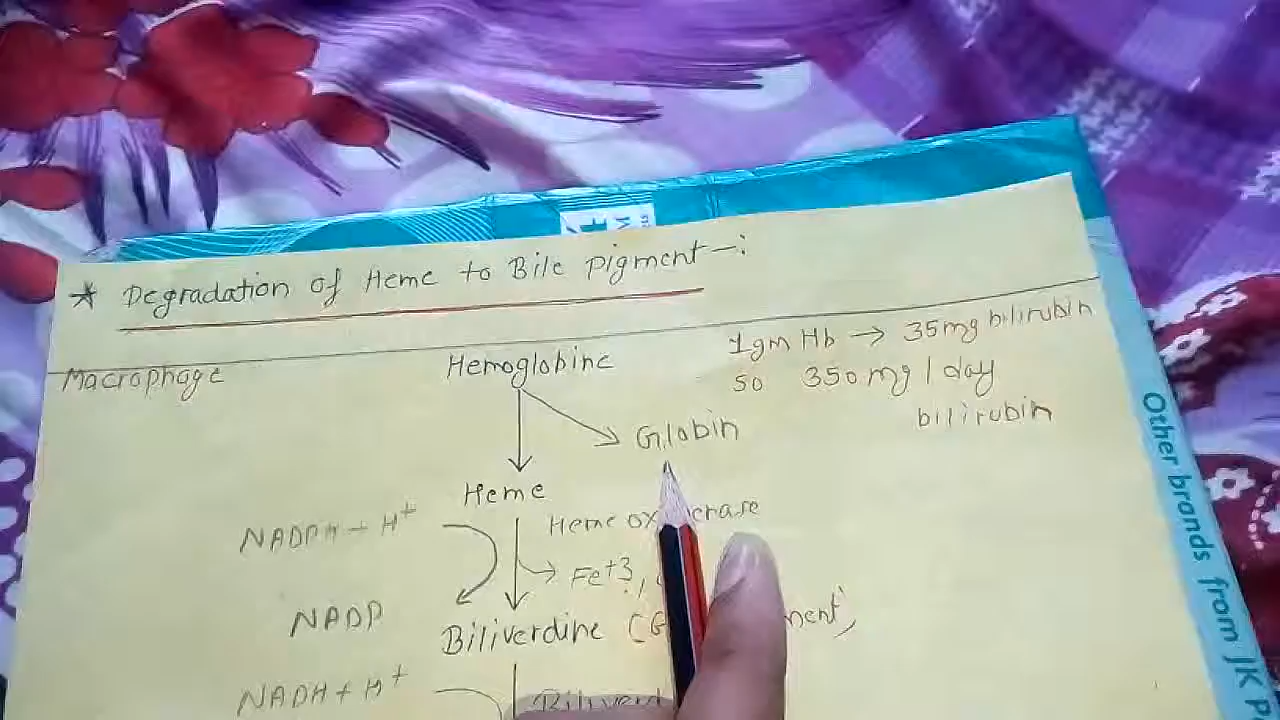 * Degradation of Heme to Bile pigment -:
Macrophage
Hemoglobine
1gm Hb → 35mg bilirubin
so 350mg / day
bilirubin
Globin
Heme
NADPH + H+
Heme
Fe+3,
NADP
Biliverdine
NADH + H+
Other brands from JK